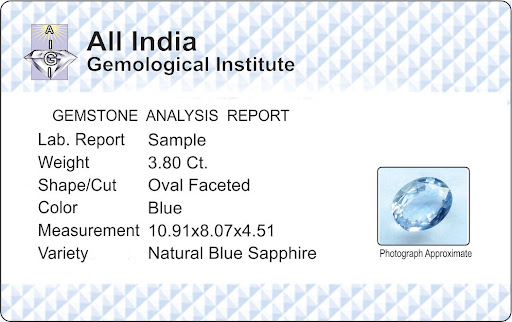 AIGI
All India
Gemological Institute
GEMSTONE ANALYSIS REPORT
Lab. Report Sample
Weight 3.80 Ct.
Shape/Cut Oval Faceted
Color Blue
Measurement 10.91x8.07x4.51
Variety Natural Blue Sapphire
Photograph Approximate